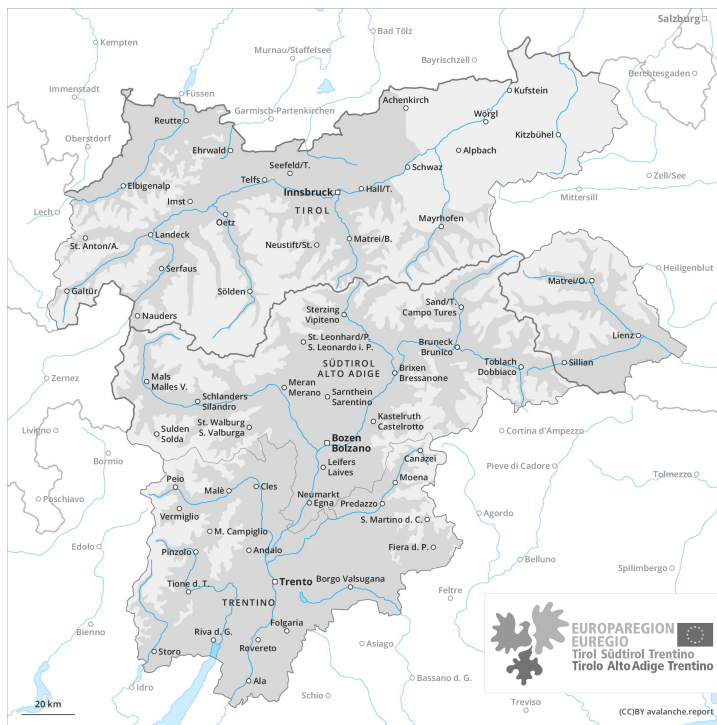 Salzburg
Kempten
Bad Tölz
Murnau/Staffelsee
Bayrischzell
Berchtesgaden
Immenstadt
Füssen
Garmisch-Partenkirchen
Achenkirch
Kufstein
Reutte
Wörgl
Oberstdorf
Ehrwald
Kitzbühel
Alpbach
Seefeld/T.
Schwaz
Zell/See
Telfs
Elbigenalp
Innsbruck
Hall/T.
Mittersill
Imst
TIROL
Lech
Oetz
Mayrhofen
Landeck
Matrei/B.
St. Anton/A.
Neustift/St.
Serfaus
Heiligenblut
Matrei/O.
Galtür
Sölden
Nauders
Sand/T.
Campo Tures
Sterzing
Vipiteno
St. Leonhard/P.
S. Leonardo i. P.
Lienz
Bruneck
Brunico
SÜDTIROL
ALTO ADIGE
Toblach
Dobbiaco
Sillian
Brixen
Bressanone
Zernez
Mals
Malles V.
Meran
Merano
Sarnthein
Sarentino
Schlanders
Silandro
Kastelruth
Castelrotto
St. Walburg
S. Valburga
Livigno
Sulden
Solda
Cortina d'Ampezzo
Bozen
Bolzano
Bormio
Canazei
Leifers
Laives
Pieve di Cadore
Tolmezzo
Peio
Malè
Cles
Moena
Neumarkt
Egna
Predazzo
Poschiavo
Vermiglio
S. Martino d. C.
Agordo
M. Campiglio
Edolo
Pinzolo
Andalo
Fiera d. P.
Belluno
Spilimbergo
Tione d. T.
Trento
Borgo Valsugana
Feltre
TRENTINO
Folgaria
Bienno
Riva d. G.
Rovereto
Asiago
Storo
Ala
Bassano d. G.
Idro
Schio
Treviso
EUROPAREGION
EUREGIO
Tirol Südtirol Trentino
Tirolo Alto Adige Trentino
20 km
(CC)BY avalanche.report